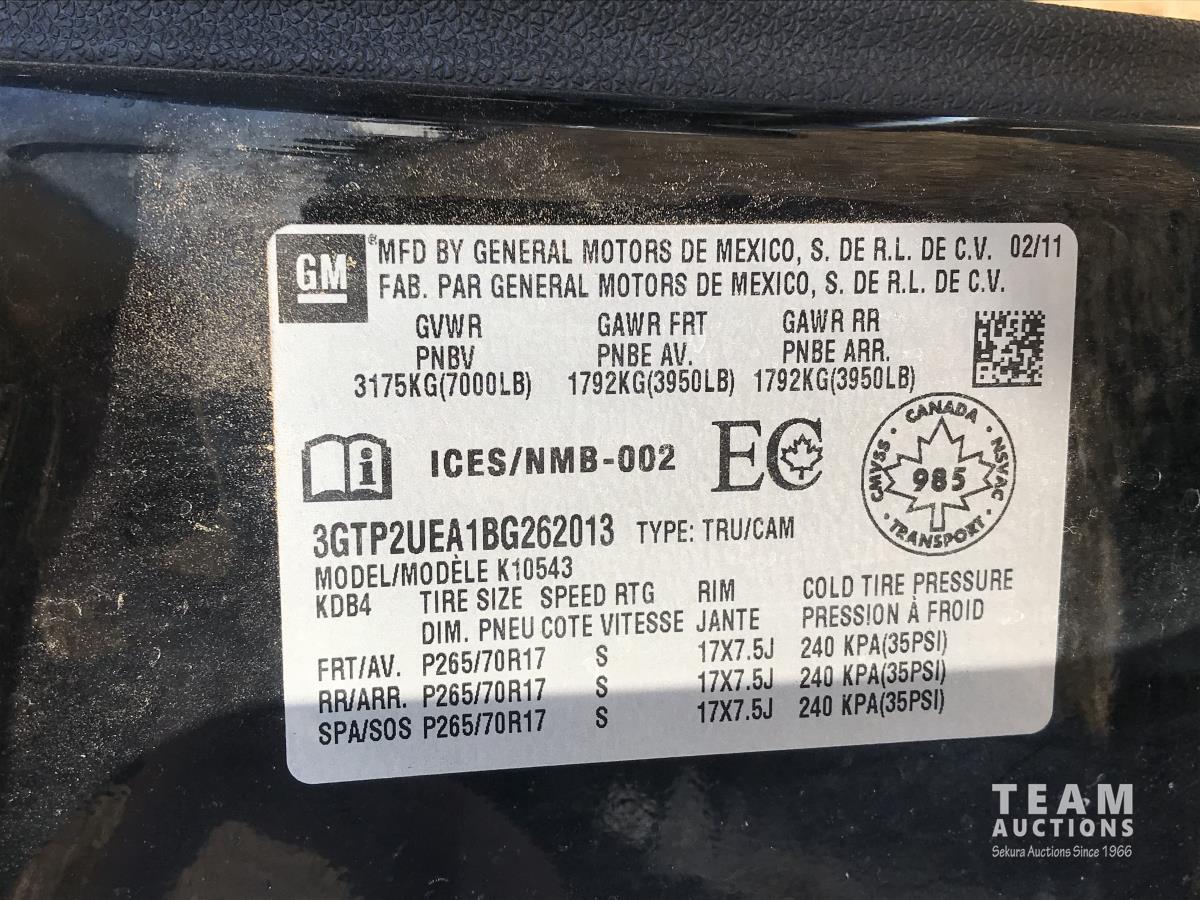 GM® MFD BY GENERAL MOTORS DE MEXICO, S. DE R.L. DE C.V. 02/11
FAB. PAR GENERAL MOTORS DE MEXICO, S. DE R.L. DE C.V.
GVWR GAWR FRT GAWR RR
PNBV PNBE AV. PNBE ARR.
3175KG(7000LB) 1792KG(3950LB) 1792KG(3950LB)
i ICES/NMB-002 EC
CANADA
CMVSS · 985 · NSVAC
· TRANSPORT ·
3GTP2UEA1BG262013 TYPE: TRU/CAM
MODEL/MODÈLE K10543
KDB4 TIRE SIZE SPEED RTG RIM COLD TIRE PRESSURE
DIM. PNEU COTE VITESSE JANTE PRESSION À FROID
FRT/AV. P265/70R17 S 17X7.5J 240 KPA(35PSI)
RR/ARR. P265/70R17 S 17X7.5J 240 KPA(35PSI)
SPA/SOS P265/70R17 S 17X7.5J 240 KPA(35PSI)
TEAM
AUCTIONS
Sekura Auctions Since 1966